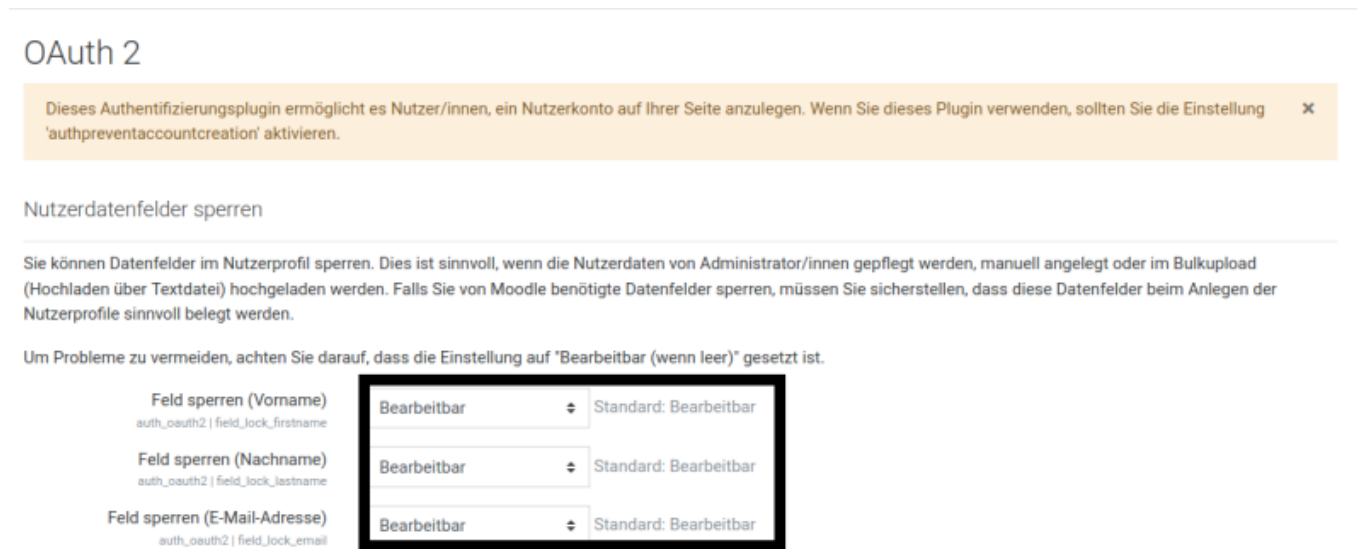 OAuth 2
Dieses Authentifizierungsplugin ermöglicht es Nutzer/innen, ein Nutzerkonto auf Ihrer Seite anzulegen. Wenn Sie dieses Plugin verwenden, sollten Sie die Einstellung
'authpreventaccountcreation' aktivieren.
×
Nutzerdatenfelder sperren
Sie können Datenfelder im Nutzerprofil sperren. Dies ist sinnvoll, wenn die Nutzerdaten von Administrator/innen gepflegt werden, manuell angelegt oder im Bulkupload
(Hochladen über Textdatei) hochgeladen werden. Falls Sie von Moodle benötigte Datenfelder sperren, müssen Sie sicherstellen, dass diese Datenfelder beim Anlegen der
Nutzerprofile sinnvoll belegt werden.
Um Probleme zu vermeiden, achten Sie darauf, dass die Einstellung auf "Bearbeitbar (wenn leer)" gesetzt ist.
Feld sperren (Vorname) Bearbeitbar Standard: Bearbeitbar
auth_oauth2 | field_lock_firstname
Feld sperren (Nachname) Bearbeitbar Standard: Bearbeitbar
auth_oauth2 | field_lock_lastname
Feld sperren (E-Mail-Adresse) Bearbeitbar Standard: Bearbeitbar
auth_oauth2 | field_lock_email